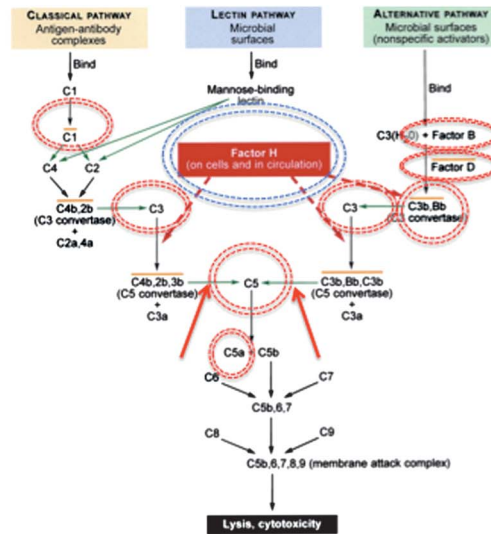 CLASSICAL PATHWAY
Antigen-antibody
complexes
LECTIN PATHWAY
Microbial
surfaces
ALTERNATIVE PATHWAY
Microbial surfaces
(nonspecific activators)
Bind
Bind
Bind
C1
Mannose-binding
lectin
C1
C3(H2O) + Factor B
C4
C2
Factor H
(on cells and in circulation)
Factor D
C4b,2b
(C3 convertase)
+
C2a,4a
C3
C3
C3b,Bb
(C3 convertase)
C4b,2b,3b
(C5 convertase)
+
C3a
C5
C3b,Bb,C3b
(C5 convertase)
+
C3a
C5a
C5b
C6
C7
C5b,6,7
C8
C9
C5b,6,7,8,9 (membrane attack complex)
Lysis, cytotoxicity